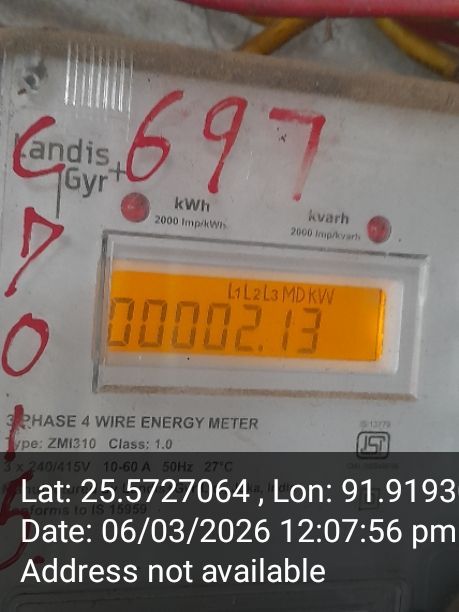 697
Landis
Gyr+
kWh
2000 Imp/kWh
kvarh
2000 Imp/kvarh
L1 L2 L3 MD KW
00002.13
3 PHASE 4 WIRE ENERGY METER
Type: ZMI310 Class: 1.0
IS 13779
3 x 240/415V 10-60 A 50Hz 27°C
Conforms to IS 15959
Lat: 25.5727064 , Lon: 91.9193
Date: 06/03/2026 12:07:56 pm
Address not available